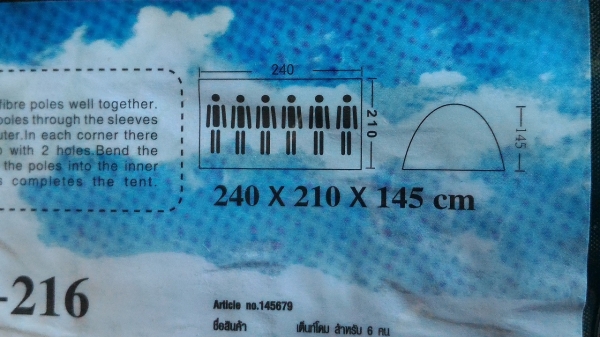 fibre poles well together.
poles through the sleeves
uter.In each corner there
with 2 holes.Bend the
the poles into the inner
completes the tent.
240
210
145
240 X 210 X 145 cm
-216
Article no.145679
ชื่อสินค้า เต็นท์โดม สำหรับ 6 คน